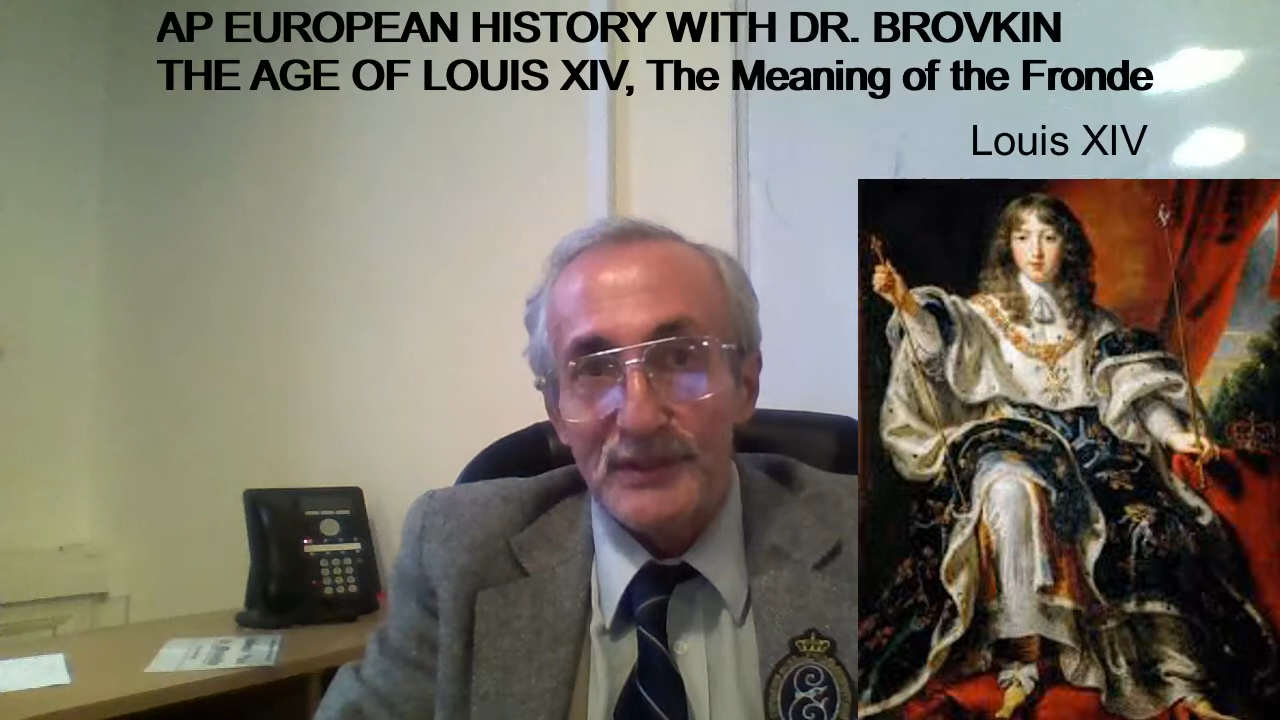 AP EUROPEAN HISTORY WITH DR. BROVKIN
THE AGE OF LOUIS XIV, The Meaning of the Fronde
Louis XIV